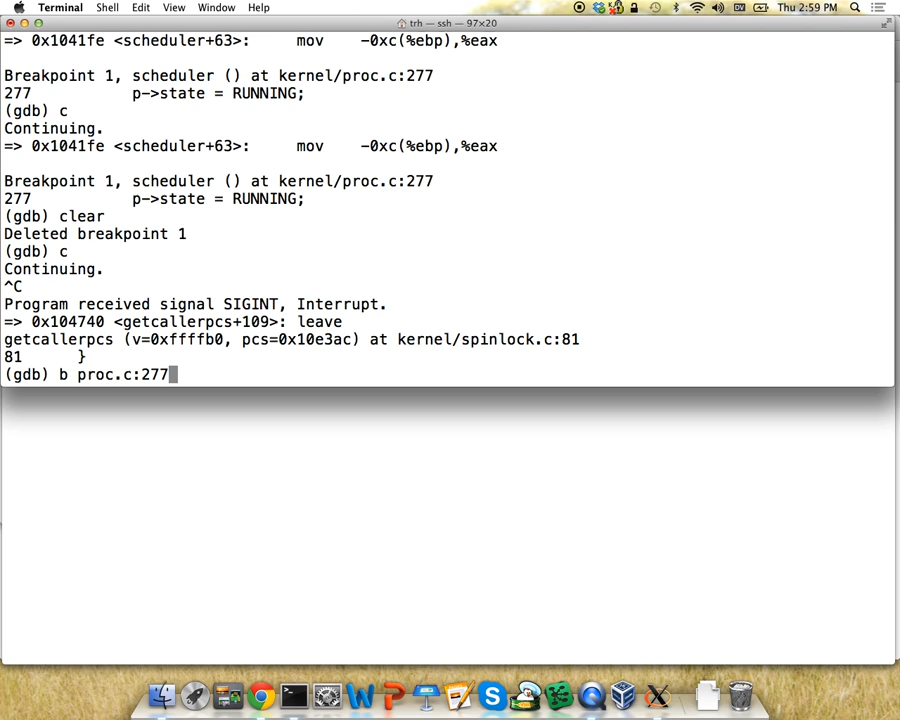 Terminal Shell Edit View Window Help
DV Thu 2:59 PM
trh — ssh — 97×20
=> 0x1041fe <scheduler+63>: mov -0xc(%ebp),%eax
Breakpoint 1, scheduler () at kernel/proc.c:277
277 p->state = RUNNING;
(gdb) c
Continuing.
=> 0x1041fe <scheduler+63>: mov -0xc(%ebp),%eax
Breakpoint 1, scheduler () at kernel/proc.c:277
277 p->state = RUNNING;
(gdb) clear
Deleted breakpoint 1
(gdb) c
Continuing.
^C
Program received signal SIGINT, Interrupt.
=> 0x104740 <getcallerpcs+109>: leave
getcallerpcs (v=0xffffb0, pcs=0x10e3ac) at kernel/spinlock.c:81
81 }
(gdb) b proc.c:277